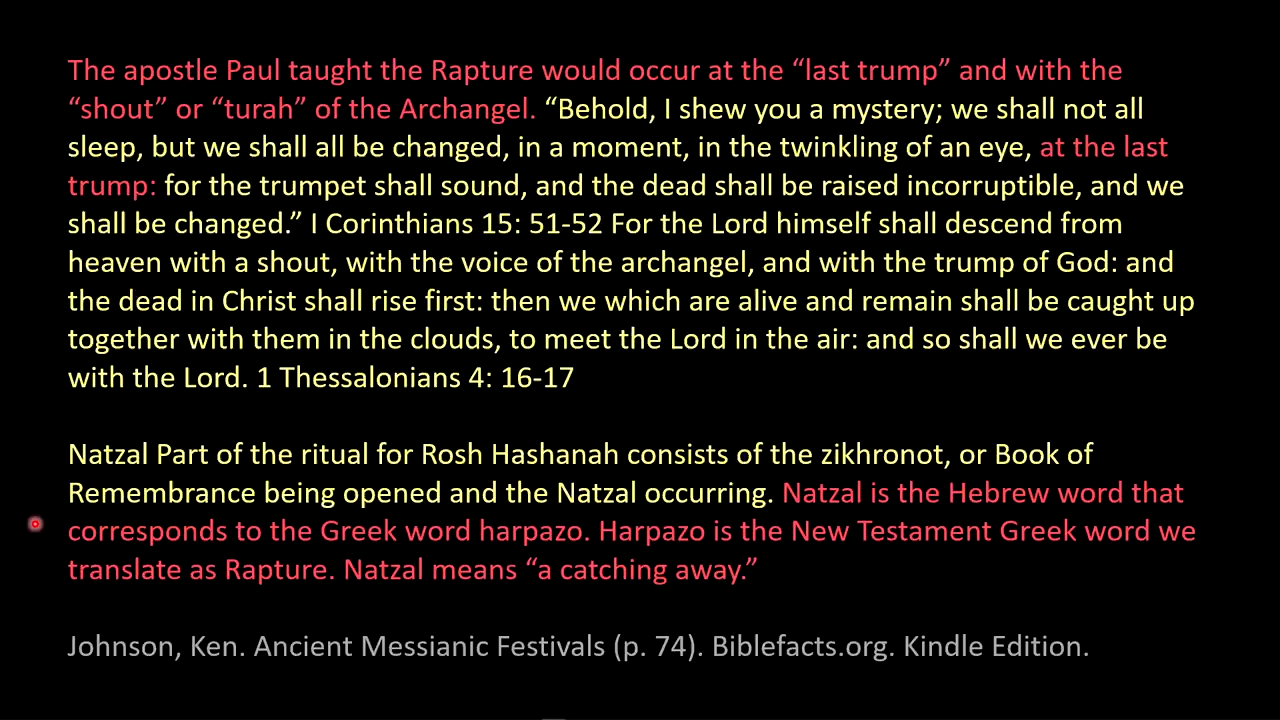 The apostle Paul taught the Rapture would occur at the “last trump” and with the
“shout” or “turah” of the Archangel. “Behold, I shew you a mystery; we shall not all
sleep, but we shall all be changed, in a moment, in the twinkling of an eye, at the last
trump: for the trumpet shall sound, and the dead shall be raised incorruptible, and we
shall be changed.” I Corinthians 15: 51-52 For the Lord himself shall descend from
heaven with a shout, with the voice of the archangel, and with the trump of God: and
the dead in Christ shall rise first: then we which are alive and remain shall be caught up
together with them in the clouds, to meet the Lord in the air: and so shall we ever be
with the Lord. 1 Thessalonians 4: 16-17
Natzal Part of the ritual for Rosh Hashanah consists of the zikhronot, or Book of
Remembrance being opened and the Natzal occurring. Natzal is the Hebrew word that
corresponds to the Greek word harpazo. Harpazo is the New Testament Greek word we
translate as Rapture. Natzal means “a catching away.”
Johnson, Ken. Ancient Messianic Festivals (p. 74). Biblefacts.org. Kindle Edition.